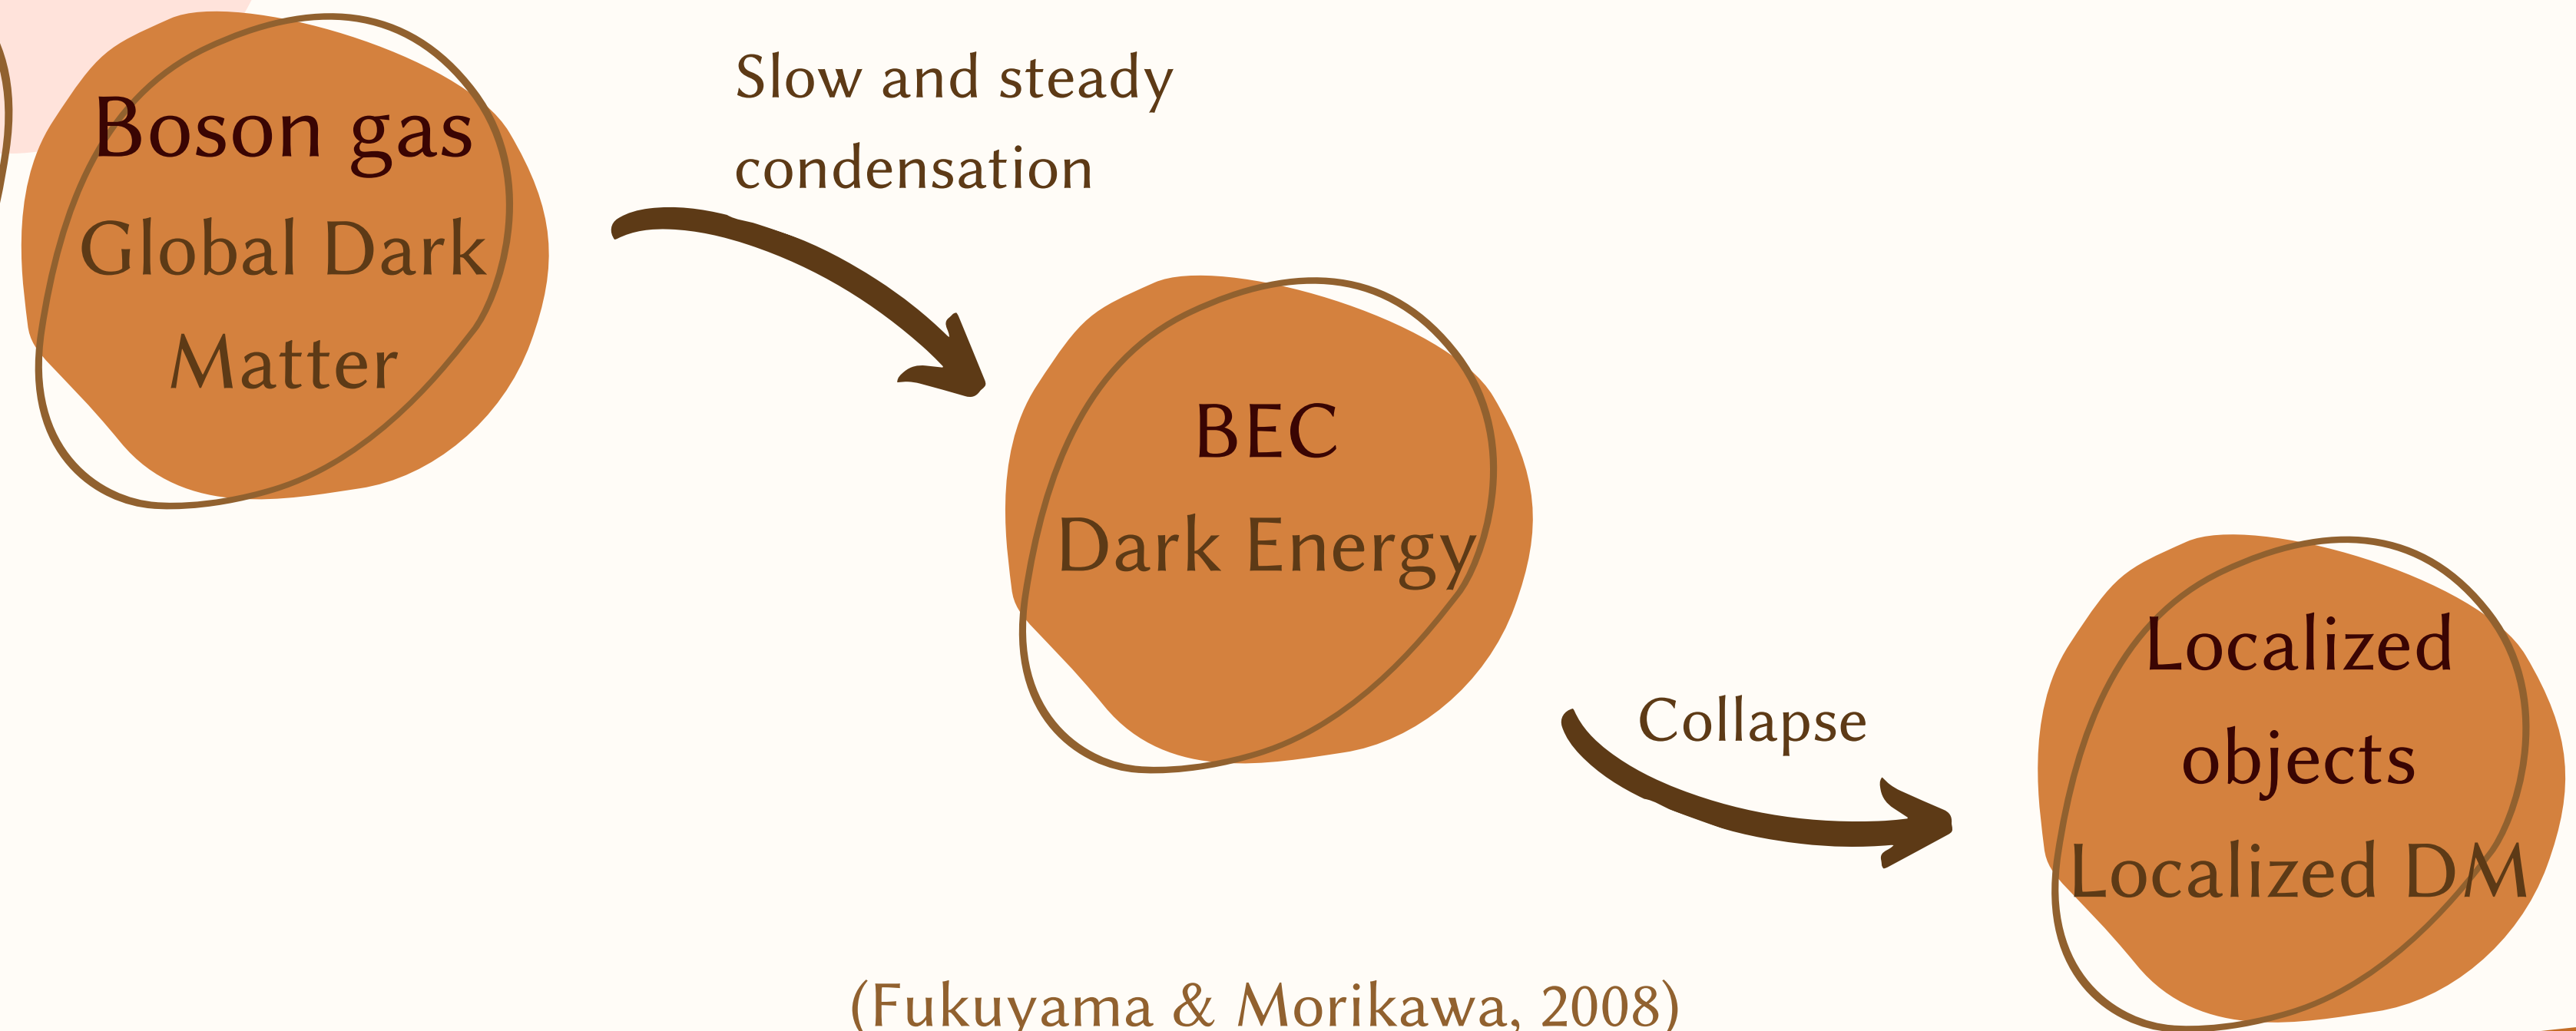 Boson gas
Global Dark
Matter
Slow and steady
condensation
BEC
Dark Energy
Collapse
Localized
objects
Localized DM
(Fukuyama & Morikawa, 2008)